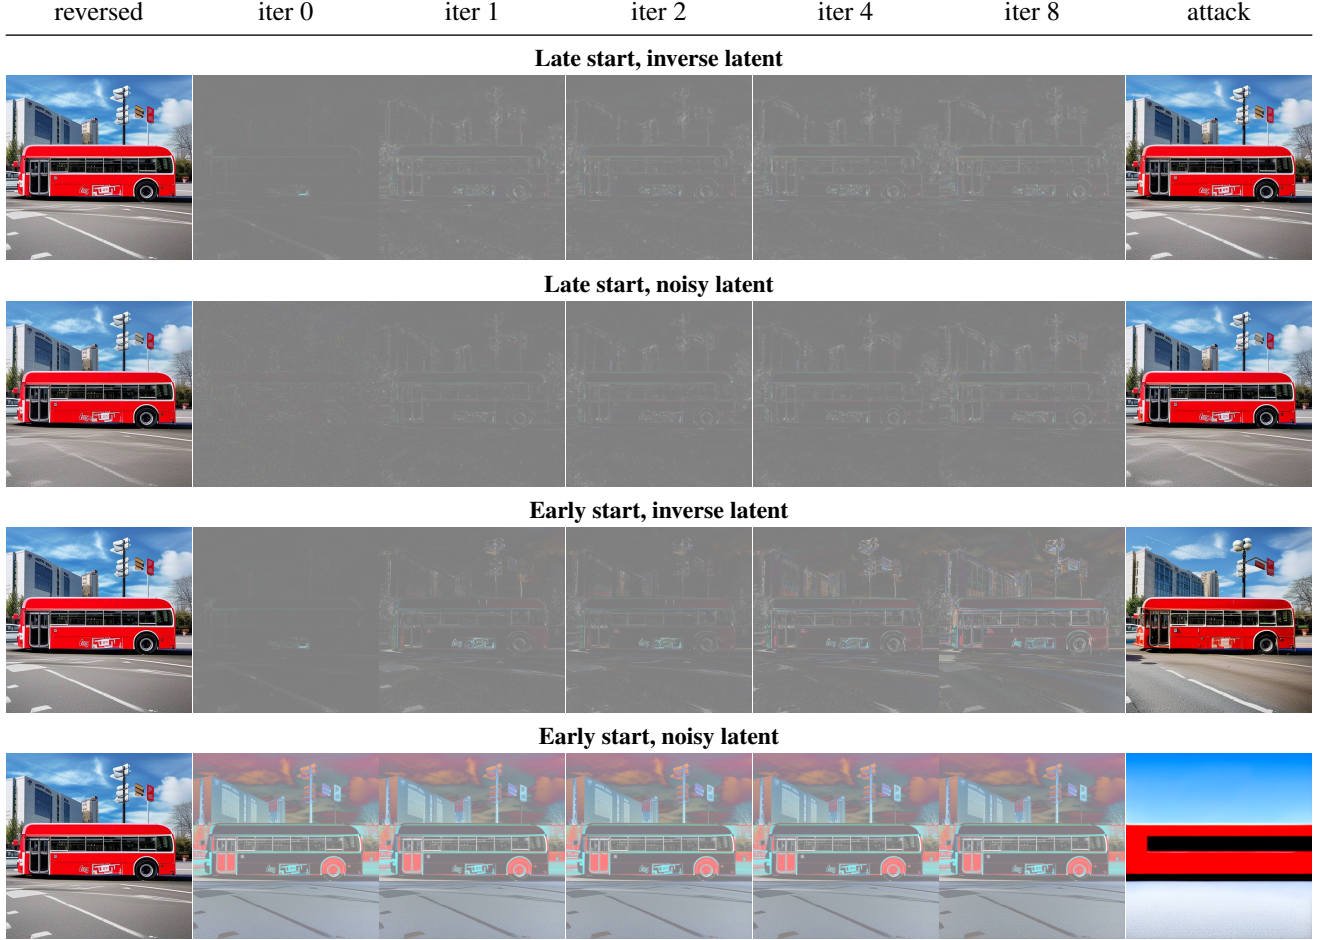 reversed iter 0 iter 1 iter 2 iter 4 iter 8 attack
Late start, inverse latent
Late start, noisy latent
Early start, inverse latent
Early start, noisy latent